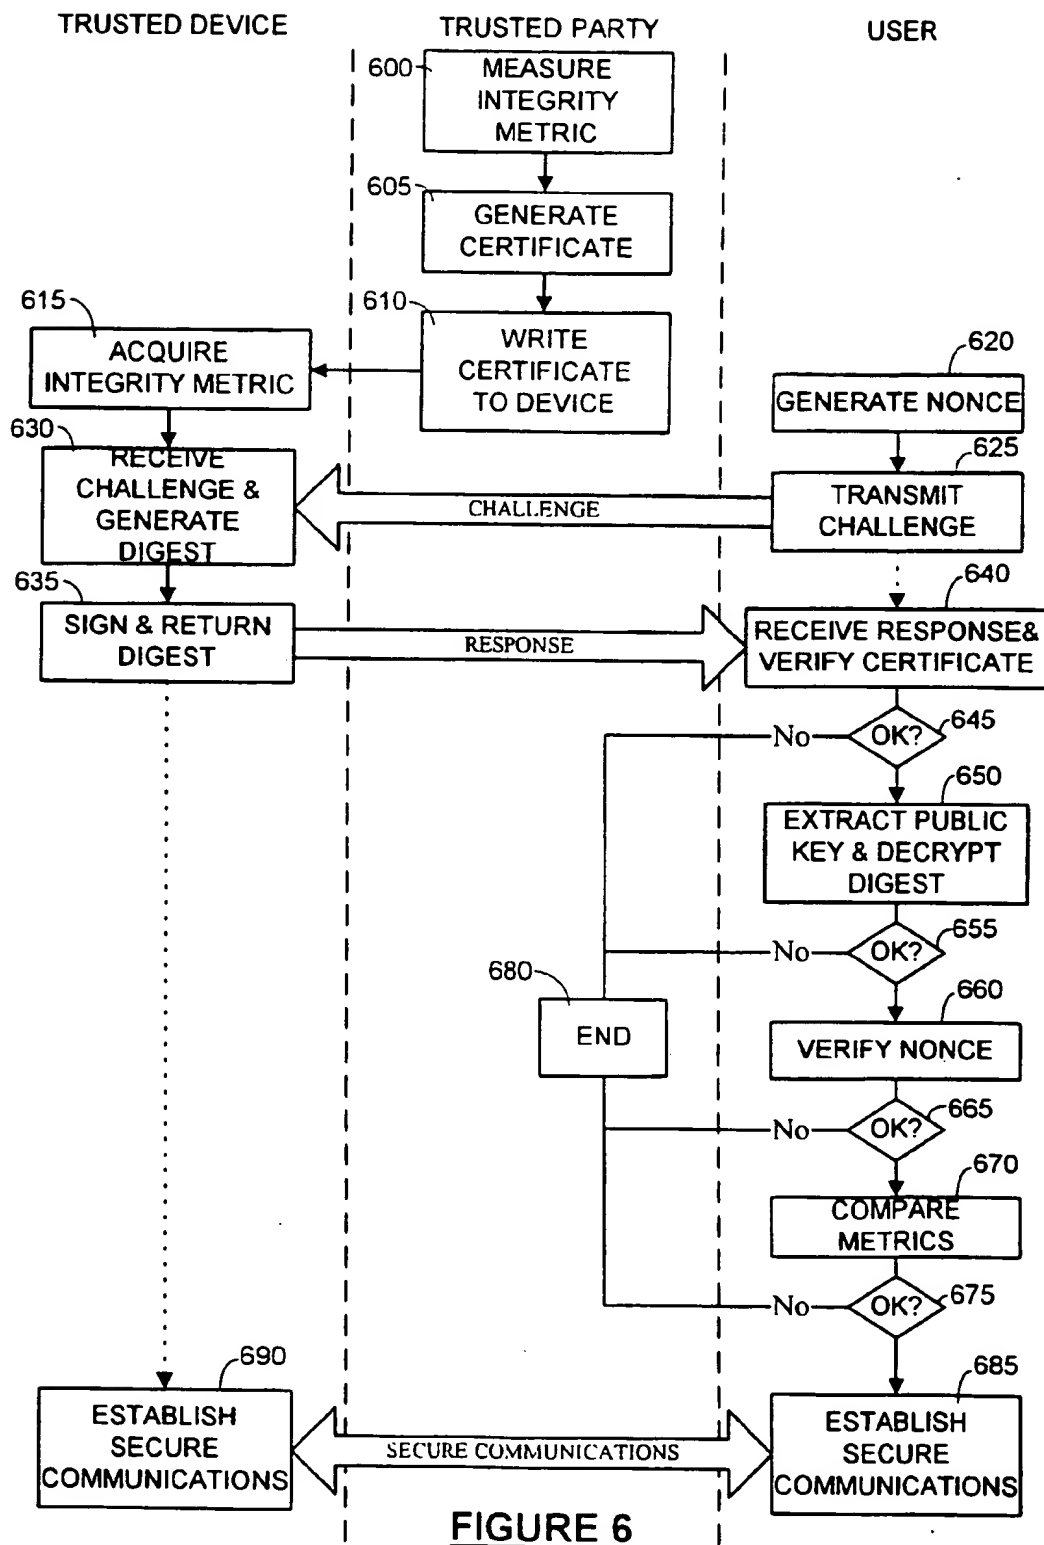 TRUSTED DEVICE
TRUSTED PARTY
USER
600
MEASURE
INTEGRITY
METRIC
605
GENERATE
CERTIFICATE
610
WRITE
CERTIFICATE
TO DEVICE
615
ACQUIRE
INTEGRITY METRIC
620
GENERATE NONCE
625
TRANSMIT
CHALLENGE
CHALLENGE
630
RECEIVE
CHALLENGE &
GENERATE
DIGEST
635
SIGN & RETURN
DIGEST
RESPONSE
640
RECEIVE RESPONSE&
VERIFY CERTIFICATE
645
OK?
No
650
EXTRACT PUBLIC
KEY & DECRYPT
DIGEST
655
OK?
No
660
VERIFY NONCE
665
OK?
No
670
COMPARE
METRICS
675
OK?
No
680
END
690
ESTABLISH
SECURE
COMMUNICATIONS
SECURE COMMUNICATIONS
685
ESTABLISH
SECURE
COMMUNICATIONS
FIGURE 6